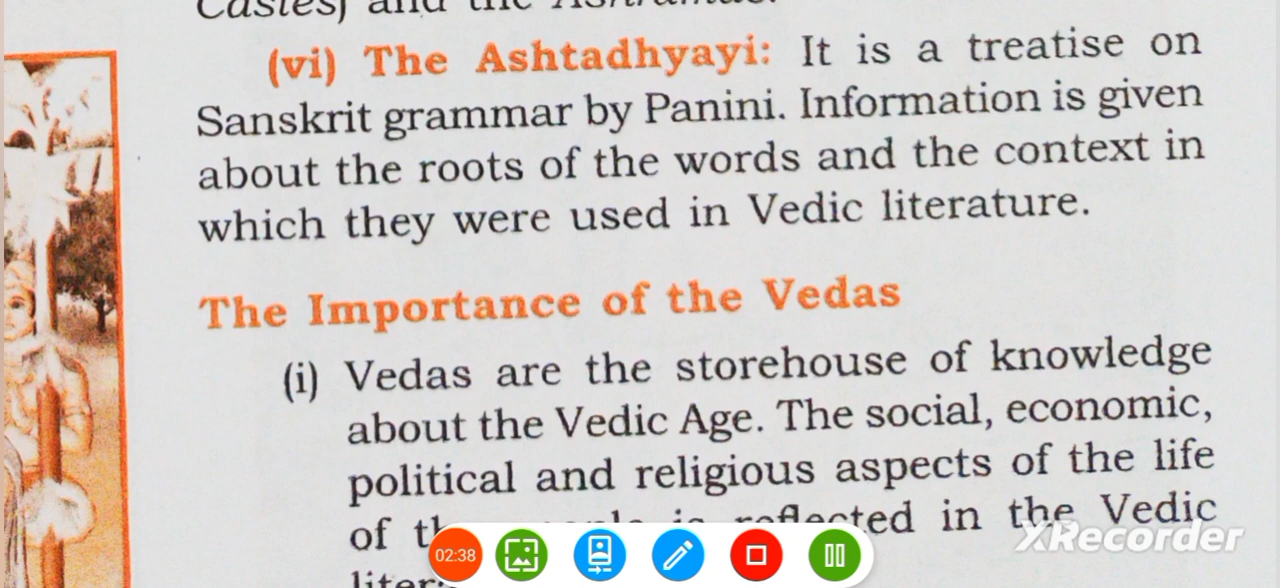 Castes) and the Ashramas.
(vi) The Ashtadhyayi: It is a treatise on
Sanskrit grammar by Panini. Information is given
about the roots of the words and the context in
which they were used in Vedic literature.
The Importance of the Vedas
(i) Vedas are the storehouse of knowledge
about the Vedic Age. The social, economic,
political and religious aspects of the life
of is reflected in the Vedic
02:38
XRecorder